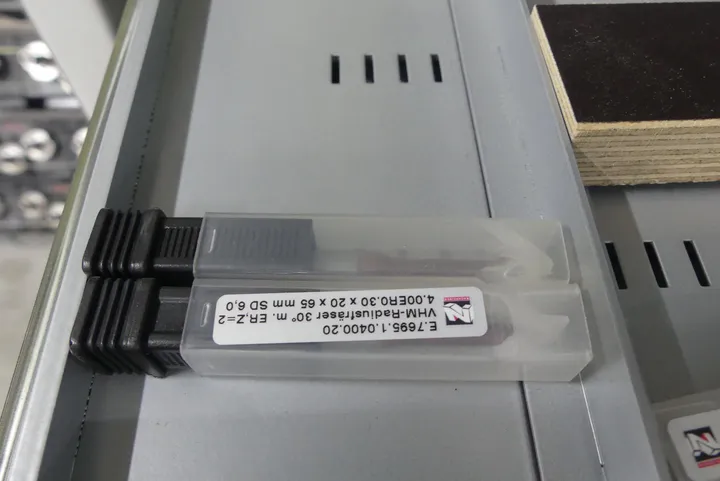 E.7695.1.0400.20
VHM-Radiusfräser 30° m. ER,Z=2
4,00ER0.30 x 20 x 65 mm SD 6,0